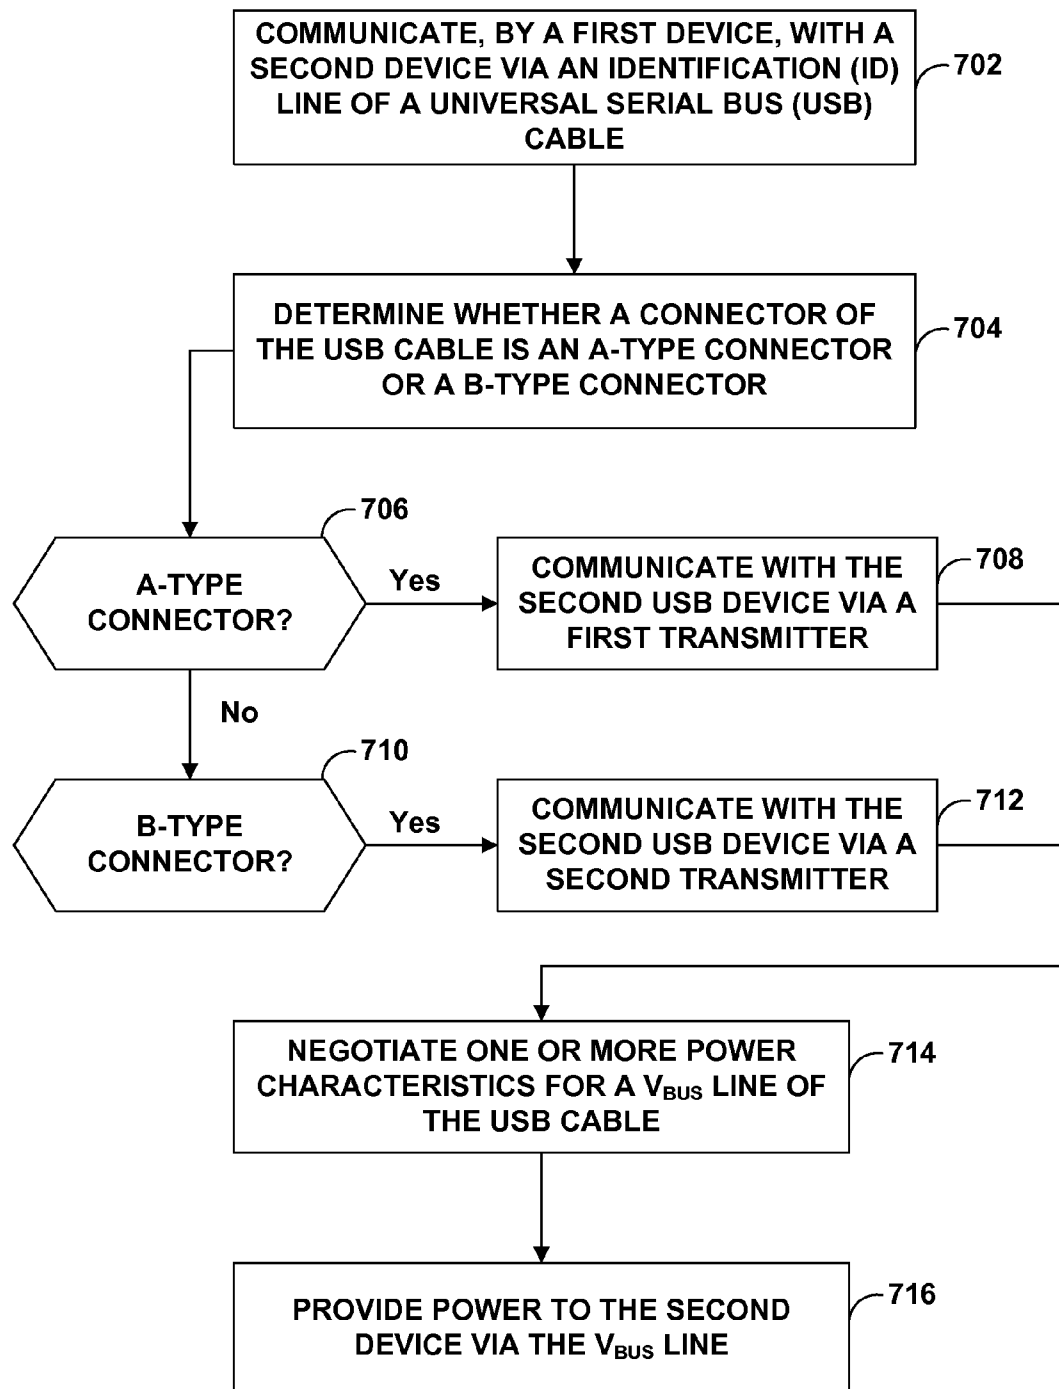 COMMUNICATE, BY A FIRST DEVICE, WITH A
SECOND DEVICE VIA AN IDENTIFICATION (ID)
LINE OF A UNIVERSAL SERIAL BUS (USB)
CABLE
702
DETERMINE WHETHER A CONNECTOR OF
THE USB CABLE IS AN A-TYPE CONNECTOR
OR A B-TYPE CONNECTOR
704
706
A-TYPE
CONNECTOR?
Yes
COMMUNICATE WITH THE
SECOND USB DEVICE VIA A
FIRST TRANSMITTER
708
No
710
B-TYPE
CONNECTOR?
Yes
COMMUNICATE WITH THE
SECOND USB DEVICE VIA A
SECOND TRANSMITTER
712
NEGOTIATE ONE OR MORE POWER
CHARACTERISTICS FOR A VBUS LINE OF
THE USB CABLE
714
PROVIDE POWER TO THE SECOND
DEVICE VIA THE VBUS LINE
716